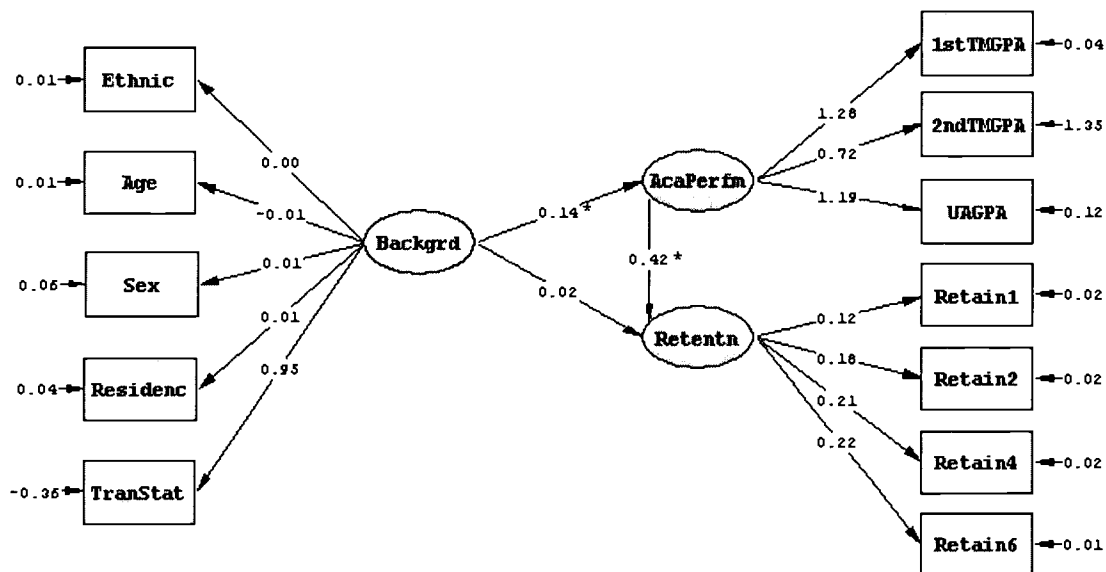 0.01
Ethnic
0.01
Age
0.06
Sex
0.04
Residenc
-0.36
TranStat
0.00
-0.01
0.01
0.01
0.95
Backgrd
0.14*
0.02
AcaPerfm
0.42*
Retentn
1.28
0.72
1.19
0.12
0.18
0.21
0.22
1stTMGPA
0.04
2ndTMGPA
1.35
UAGPA
0.12
Retain1
0.02
Retain2
0.02
Retain4
0.02
Retain6
0.01